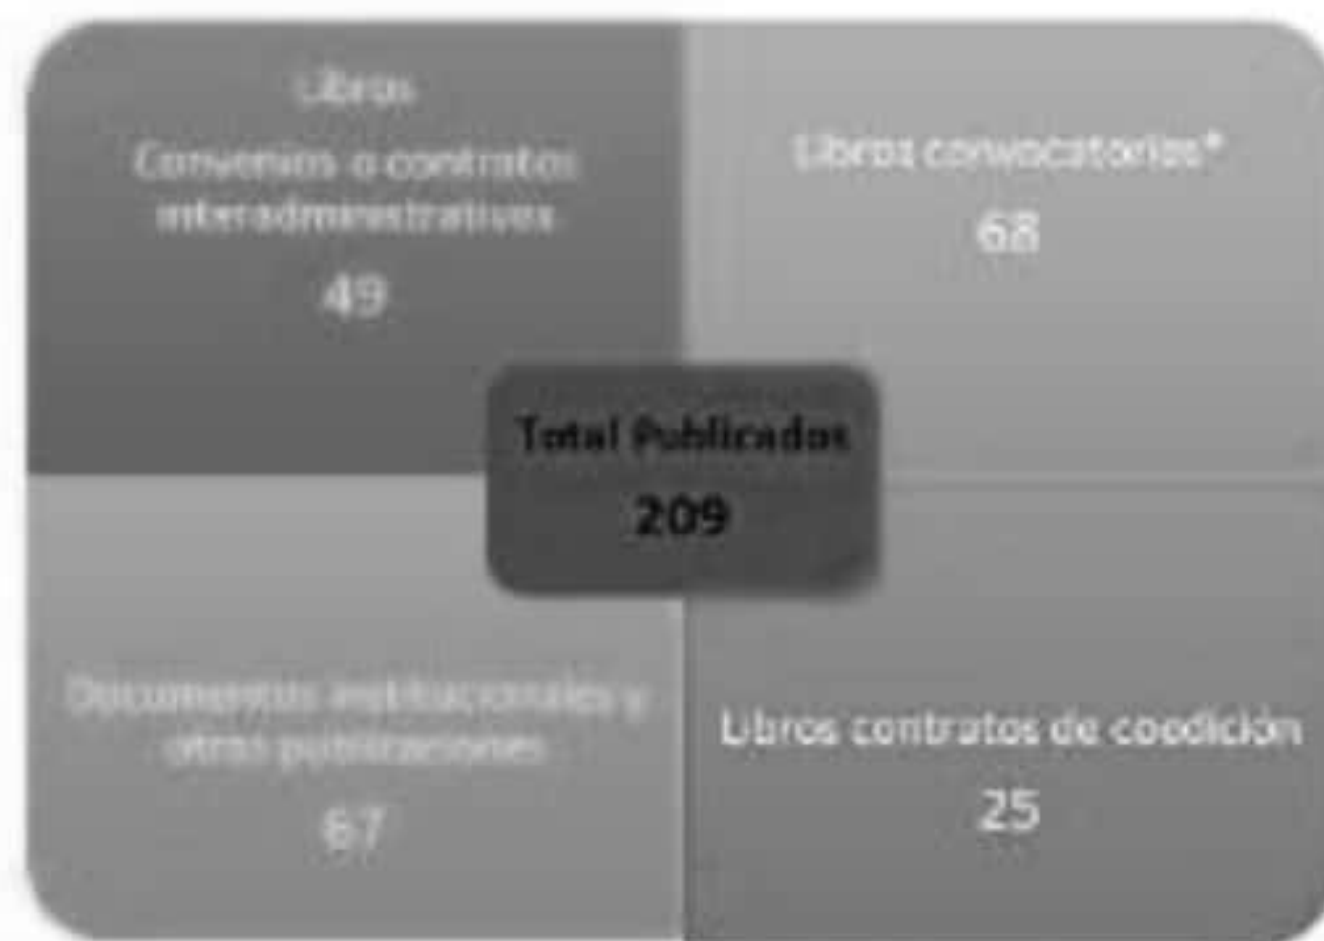 Libros
Convenios o contratos
interadministrativos
49
Libros convocatorias*
68
Total Publicados
209
Documentos institucionales y
otras publicaciones
67
Libros contratos de coedición
25